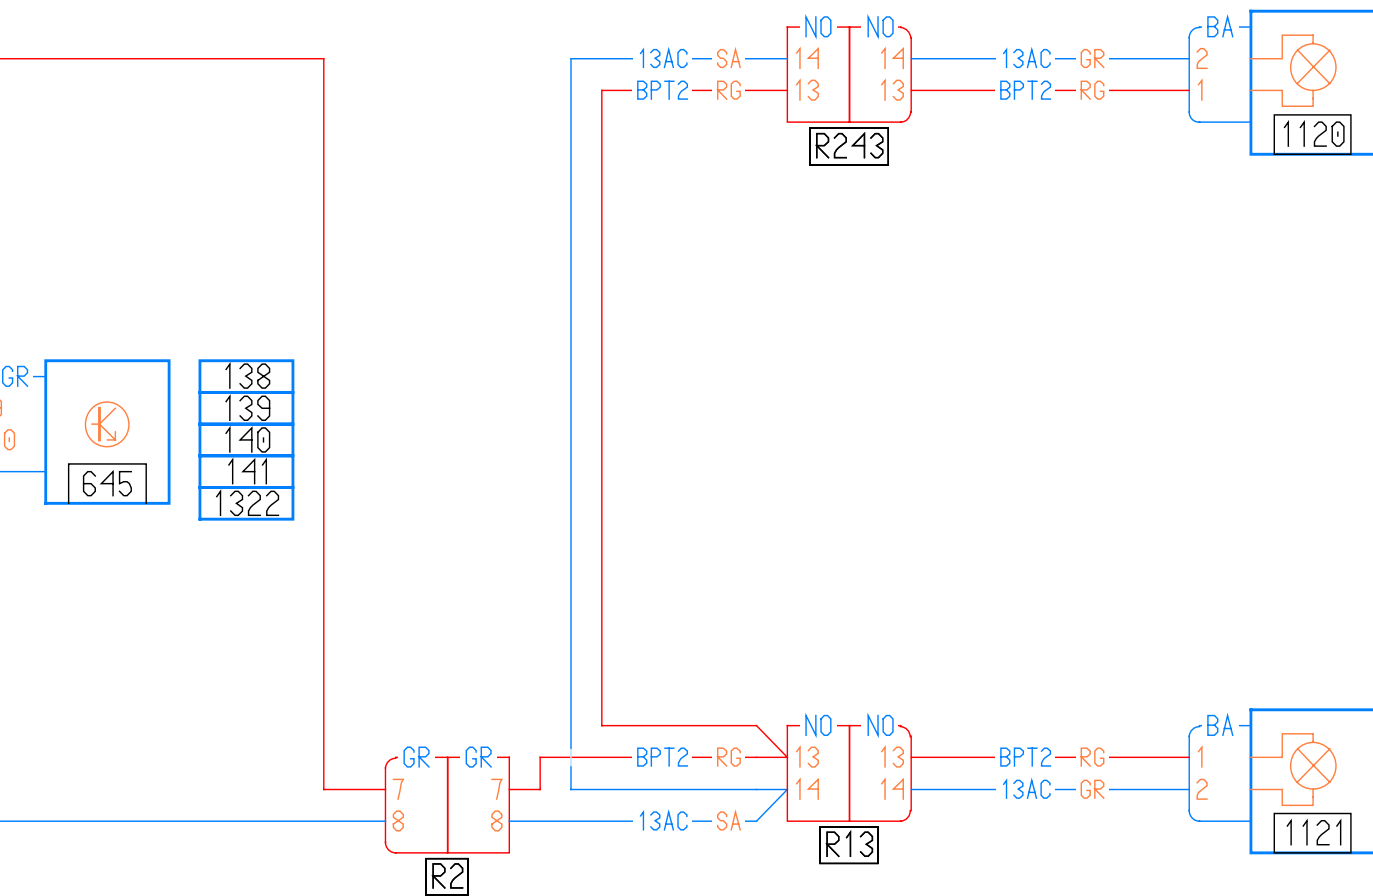 NO NO BA
13AC SA 14 14 13AC GR 2
BPT2 RG 13 13 BPT2 RG 1
1120
R243
GR
138
139
0
140
141
645
1322
NO NO BA
GR GR BPT2 RG 13 13 BPT2 RG 1
7 7 14 14 13AC GR 2
8 8 13AC SA
1121
R13
R2